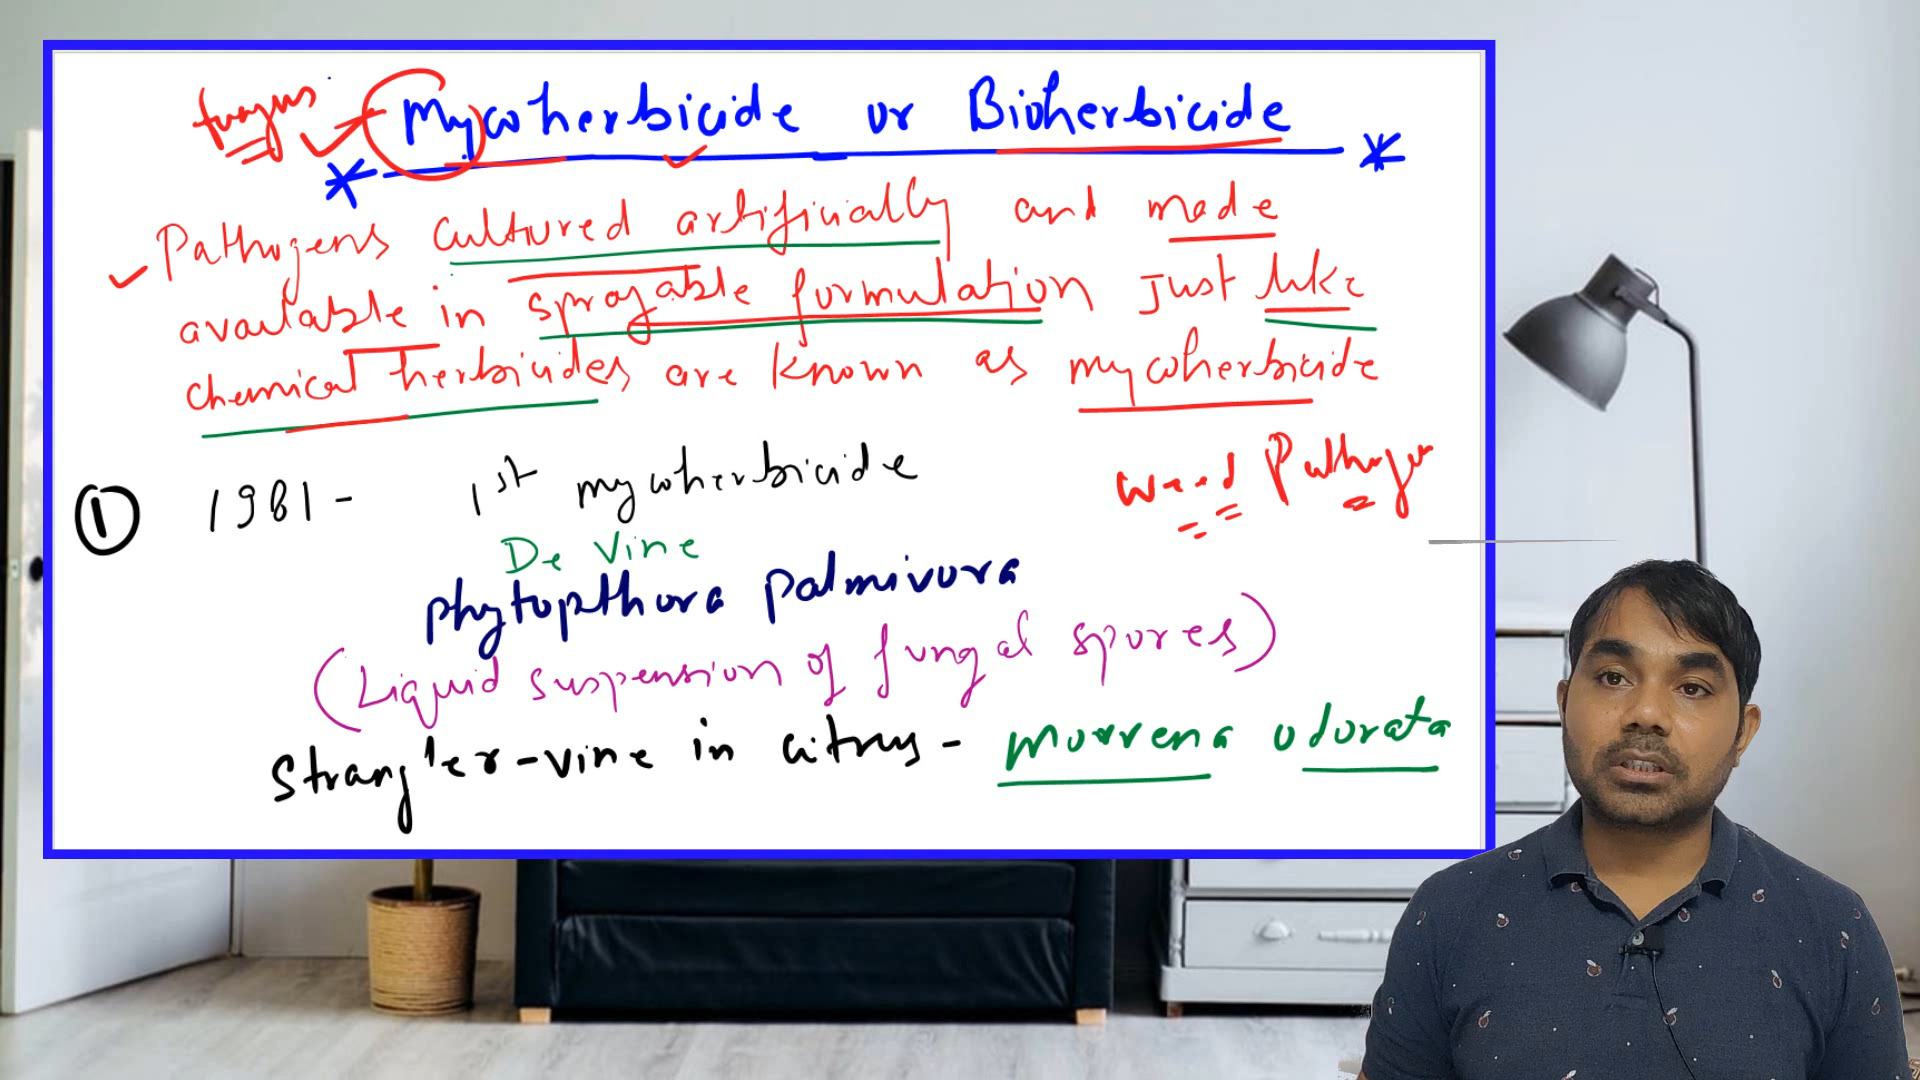 fungus
Mycoherbicide or Bioherbicide
Pathogens cultured artificially and made
available in sprayable formulation Just like
chemical herbicides are known as mycoherbicide
weed Pathogen
① 1981 - 1st mycoherbicide
De Vine
phytopthora palmivora
(Liquid suspension of fungal spores)
Strangler-vine in citrus - Morrena odorata